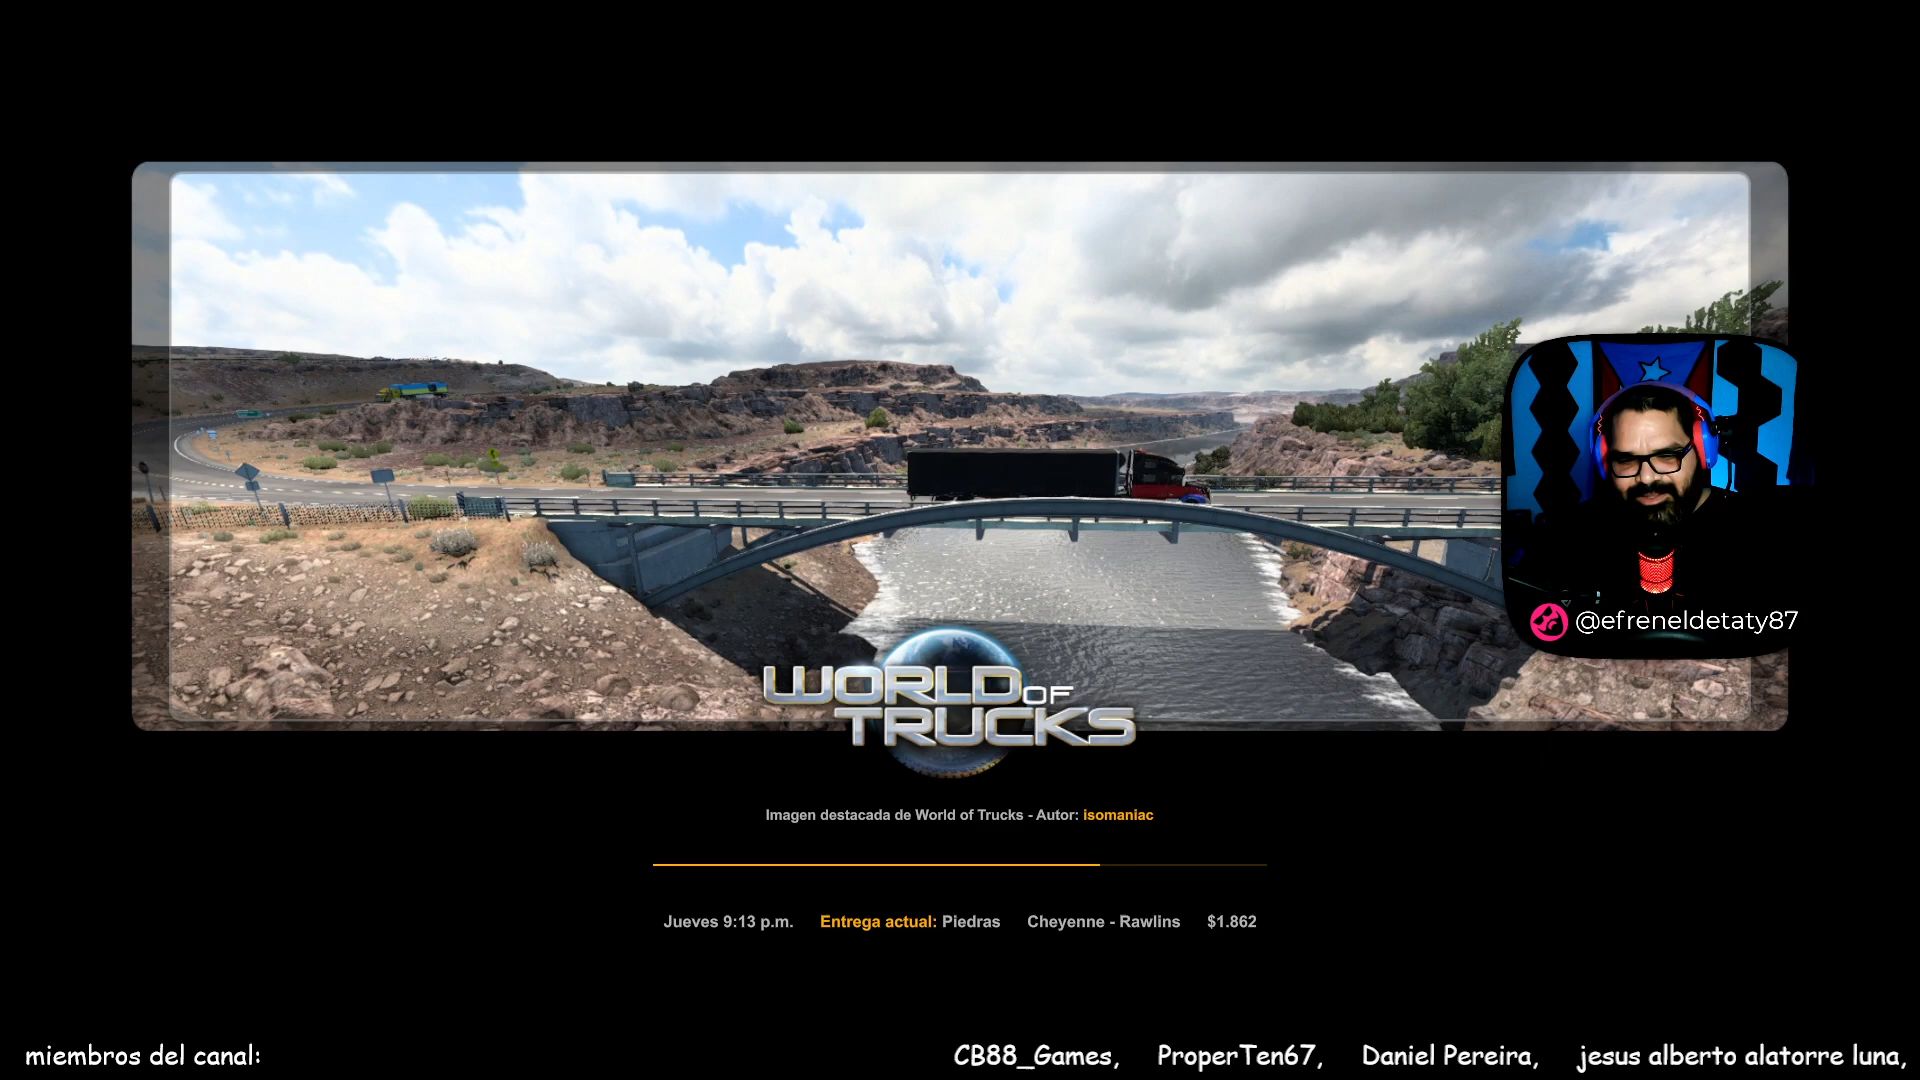 @efreneldetaty87
WORLD OF
TRUCKS
Imagen destacada de World of Trucks - Autor: isomaniac
Jueves 9:13 p.m. Entrega actual: Piedras Cheyenne - Rawlins $1.862
miembros del canal: CB88_Games, ProperTen67, Daniel Pereira, jesus alberto alatorre luna,